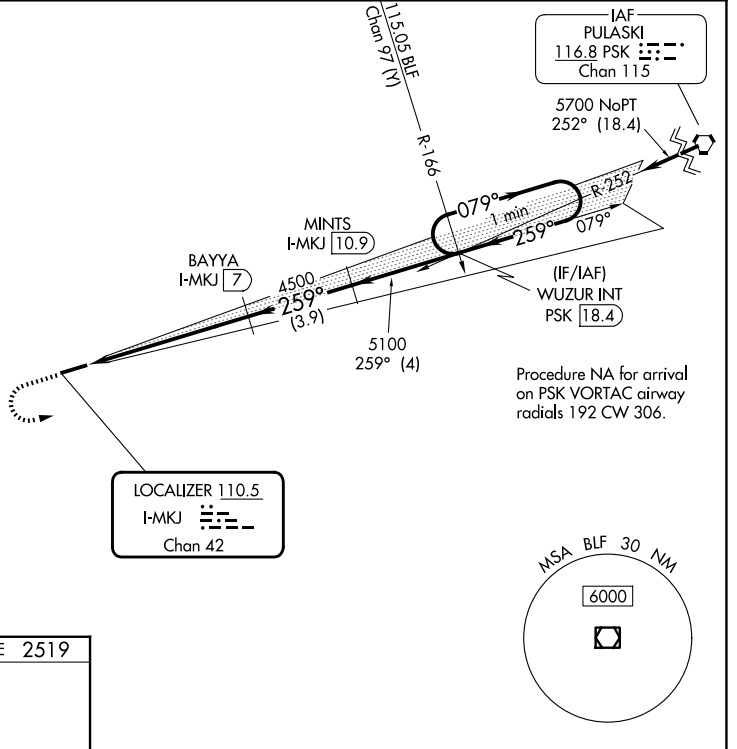 115.05 BLF
Chan 97 (Y)
R-166
IAF
PULASKI
116.8 PSK
Chan 115
5700 NoPT
252° (18.4)
R-252
079°
1 min
259°
079°
MINTS
I-MKJ 10.9
BAYYA
I-MKJ 7
4500
259°
(3.9)
5100
259° (4)
(IF/IAF)
WUZUR INT
PSK 18.4
Procedure NA for arrival
on PSK VORTAC airway
radials 192 CW 306.
LOCALIZER 110.5
I-MKJ
Chan 42
MSA BLF 30 NM
6000
E 2519